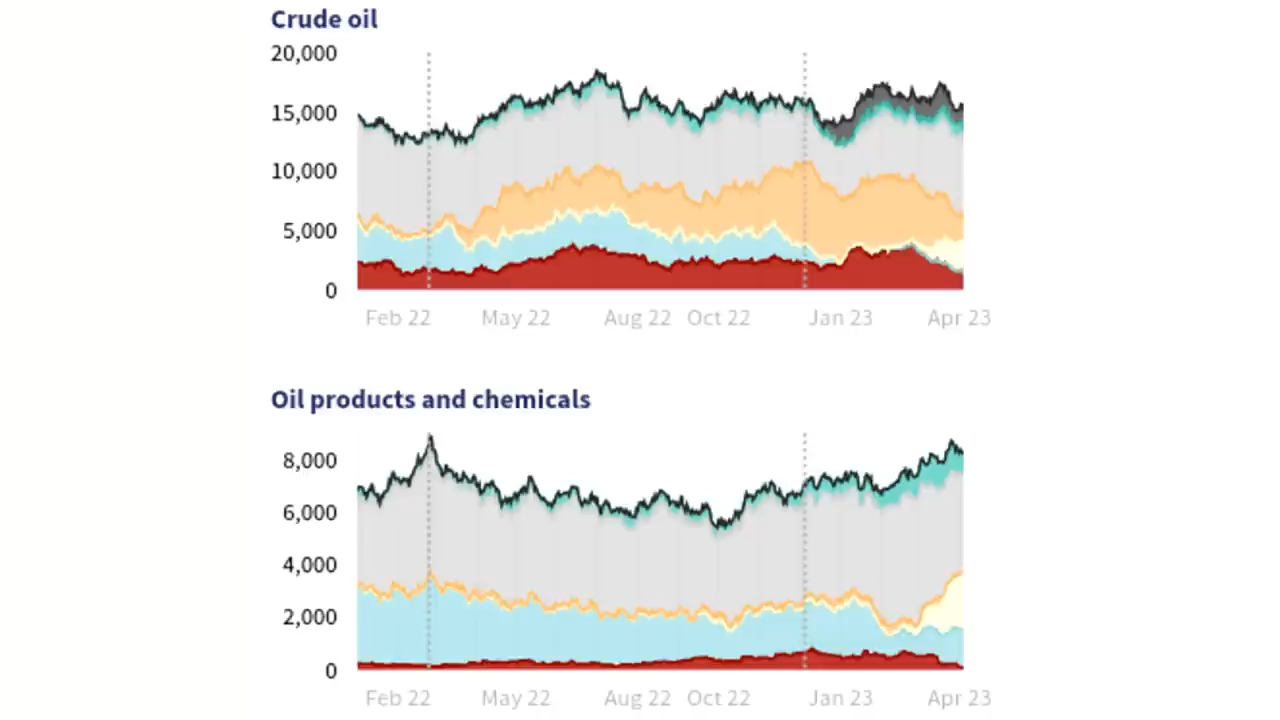 Crude oil
20,000
15,000
10,000
5,000
0
Feb 22 May 22 Aug 22 Oct 22 Jan 23 Apr 23
Oil products and chemicals
8,000
6,000
4,000
2,000
0
Feb 22 May 22 Aug 22 Oct 22 Jan 23 Apr 23